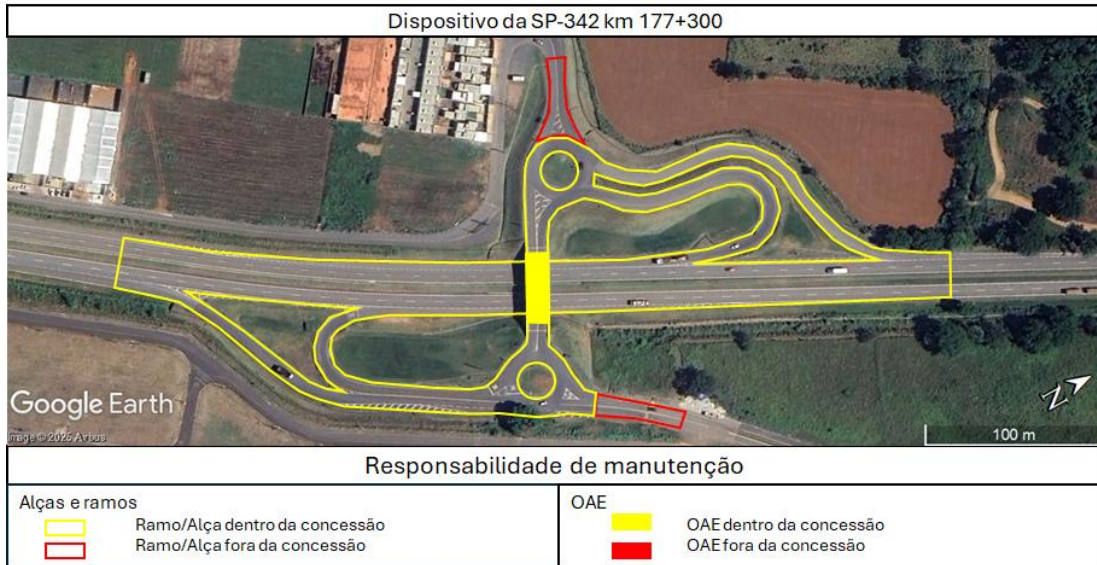 Dispositivo da SP-342 km 177+300
Google Earth
Image © 2025 Airbus
N
100 m
Responsabilidade de manutenção
Alças e ramos
Ramo/Alça dentro da concessão
Ramo/Alça fora da concessão
OAE
OAE dentro da concessão
OAE fora da concessão